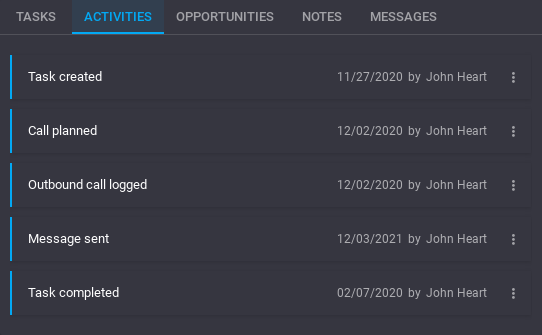 TASKS ACTIVITIES OPPORTUNITIES NOTES MESSAGES
Task created 11/27/2020 by John Heart
Call planned 12/02/2020 by John Heart
Outbound call logged 12/02/2020 by John Heart
Message sent 12/03/2021 by John Heart
Task completed 02/07/2020 by John Heart